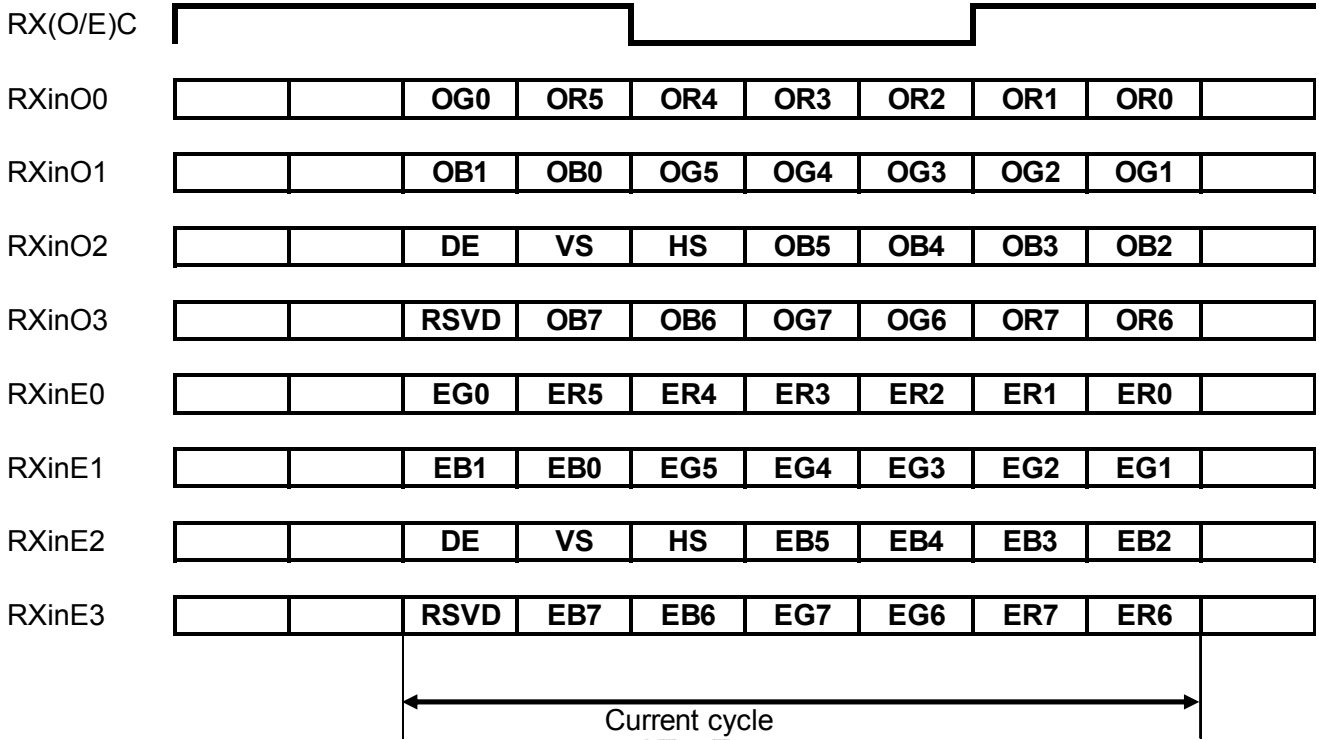 RX(O/E)C
RXinO0 OG0 OR5 OR4 OR3 OR2 OR1 OR0
RXinO1 OB1 OB0 OG5 OG4 OG3 OG2 OG1
RXinO2 DE VS HS OB5 OB4 OB3 OB2
RXinO3 RSVD OB7 OB6 OG7 OG6 OR7 OR6
RXinE0 EG0 ER5 ER4 ER3 ER2 ER1 ER0
RXinE1 EB1 EB0 EG5 EG4 EG3 EG2 EG1
RXinE2 DE VS HS EB5 EB4 EB3 EB2
RXinE3 RSVD EB7 EB6 EG7 EG6 ER7 ER6
Current cycle